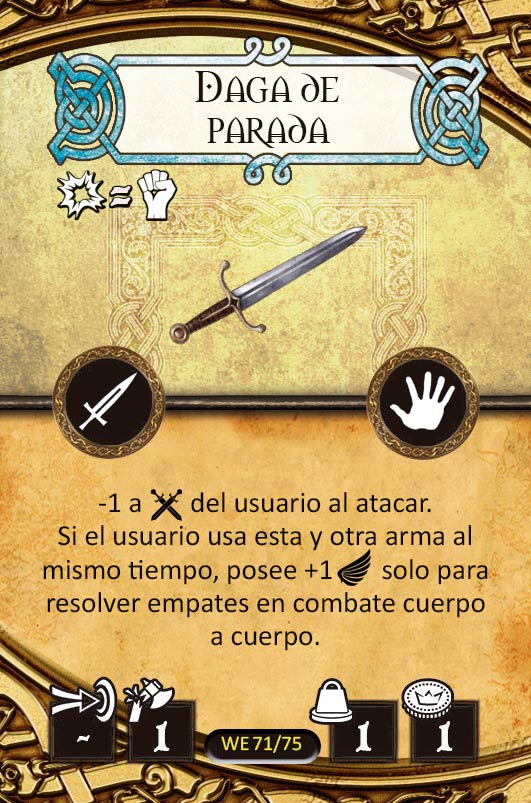 Daga de
parada
-1 a del usuario al atacar.
Si el usuario usa esta y otra arma al
mismo tiempo, posee +1 solo para
resolver empates en combate cuerpo
a cuerpo.
- 1 WE 71/75 1 1